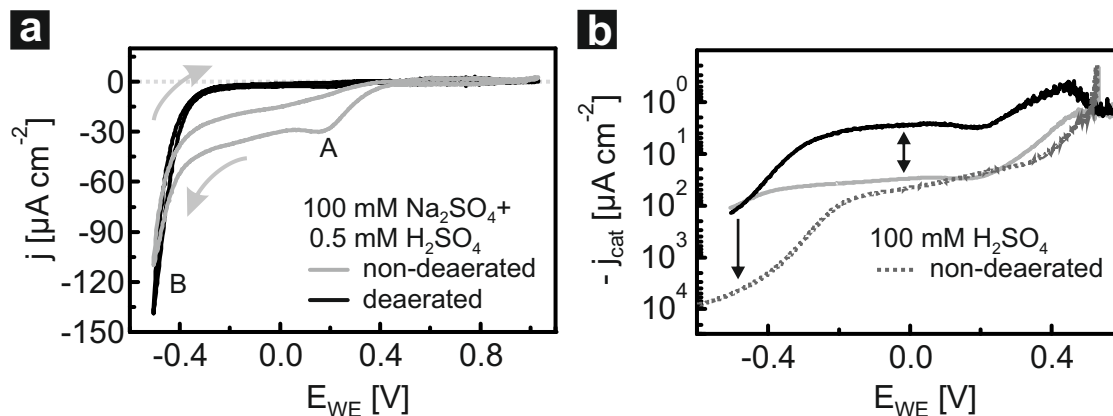 a
j [µA cm⁻²]
0
-30
-60
-90
-120
-150
A
B
100 mM Na₂SO₄+
0.5 mM H₂SO₄
non-deaerated
deaerated
-0.4
0.0
0.4
0.8
E_WE [V]
b
- j_cat [µA cm⁻²]
10⁰
10¹
10²
10³
10⁴
100 mM H₂SO₄
non-deaerated
-0.4
0.0
0.4
E_WE [V]